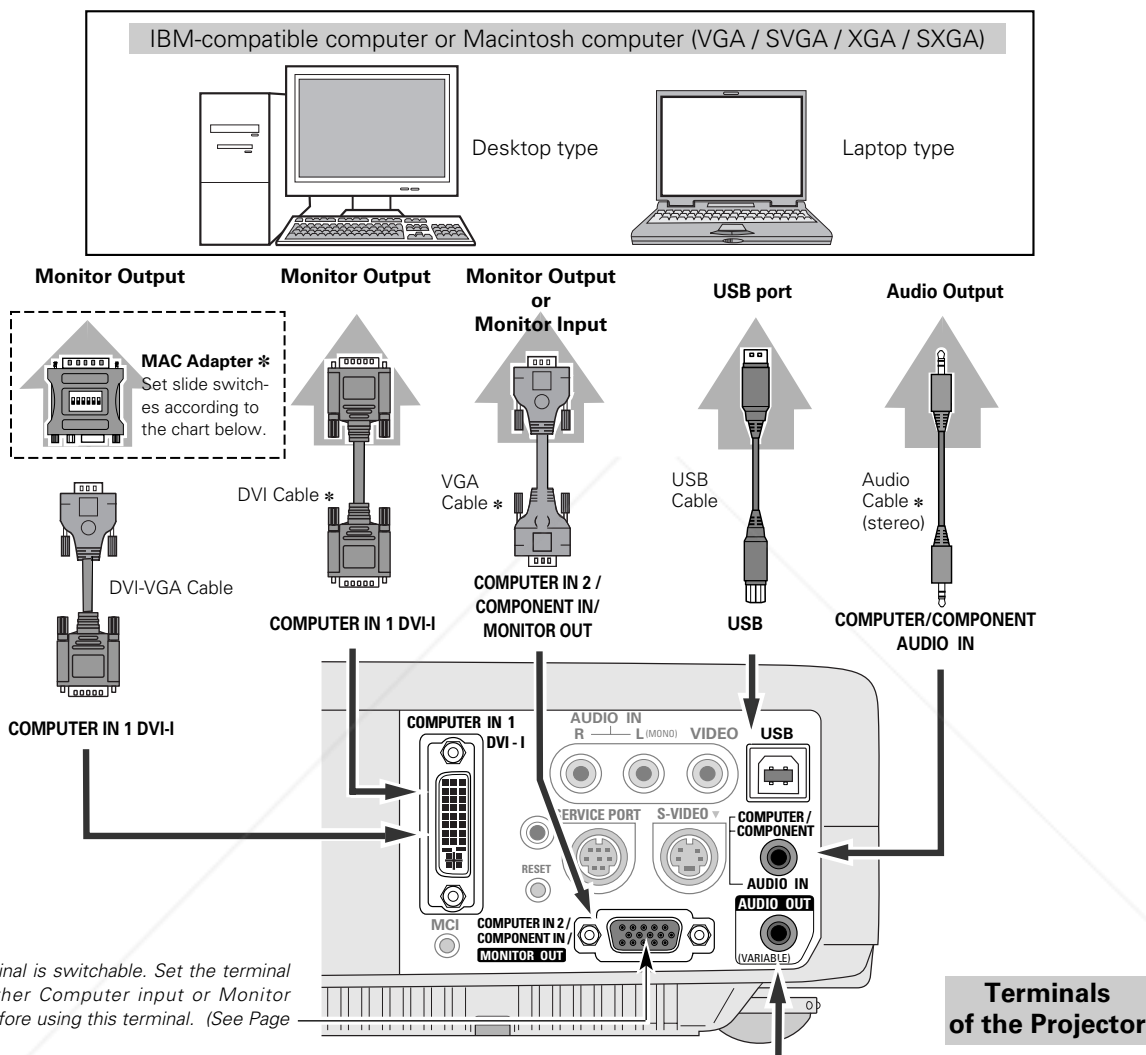 IBM-compatible computer or Macintosh computer (VGA / SVGA / XGA / SXGA)
Desktop type
Laptop type
Monitor Output
Monitor Output
Monitor Output
or
Monitor Input
USB port
Audio Output
MAC Adapter ✻
Set slide switch-
es according to
the chart below.
DVI Cable ✻
VGA
Cable ✻
USB
Cable
Audio
Cable ✻
(stereo)
DVI-VGA Cable
COMPUTER IN 1 DVI-I
COMPUTER IN 1 DVI-I
COMPUTER IN 2 /
COMPONENT IN/
MONITOR OUT
USB
COMPUTER/COMPONENT
AUDIO IN
COMPUTER IN 1
DVI - I
AUDIO IN
R
L (MONO)
VIDEO
USB
SERVICE PORT
S-VIDEO ▼
COMPUTER /
COMPONENT
AUDIO IN
RESET
MCI
COMPUTER IN 2 /
COMPONENT IN /
MONITOR OUT
AUDIO OUT
(VARIABLE)
inal is switchable. Set the terminal
ther Computer input or Monitor
fore using this terminal. (See Page
Terminals
of the Projector